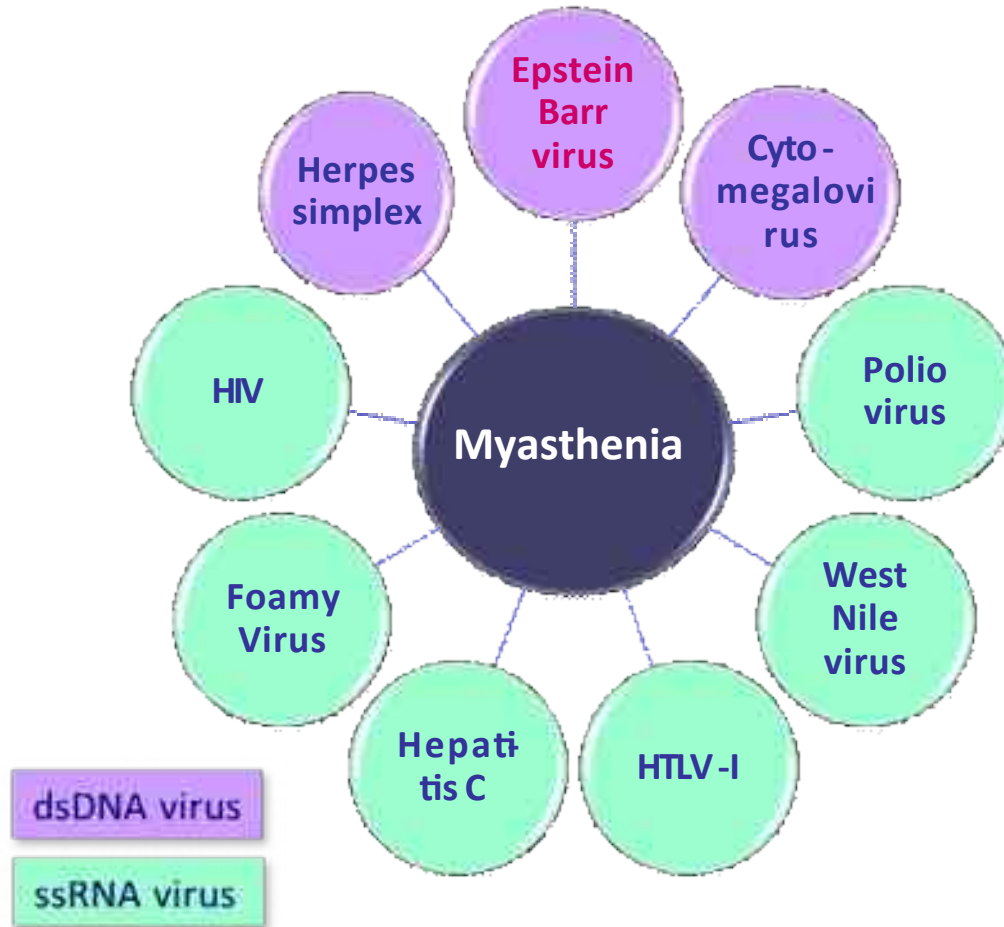 Epstein
Barr
virus
Cyto-
megalovi
rus
Herpes
simplex
HIV
Polio
virus
Myasthenia
Foamy
Virus
West
Nile
virus
Hepati-
tis C
HTLV-I
dsDNA virus
ssRNA virus